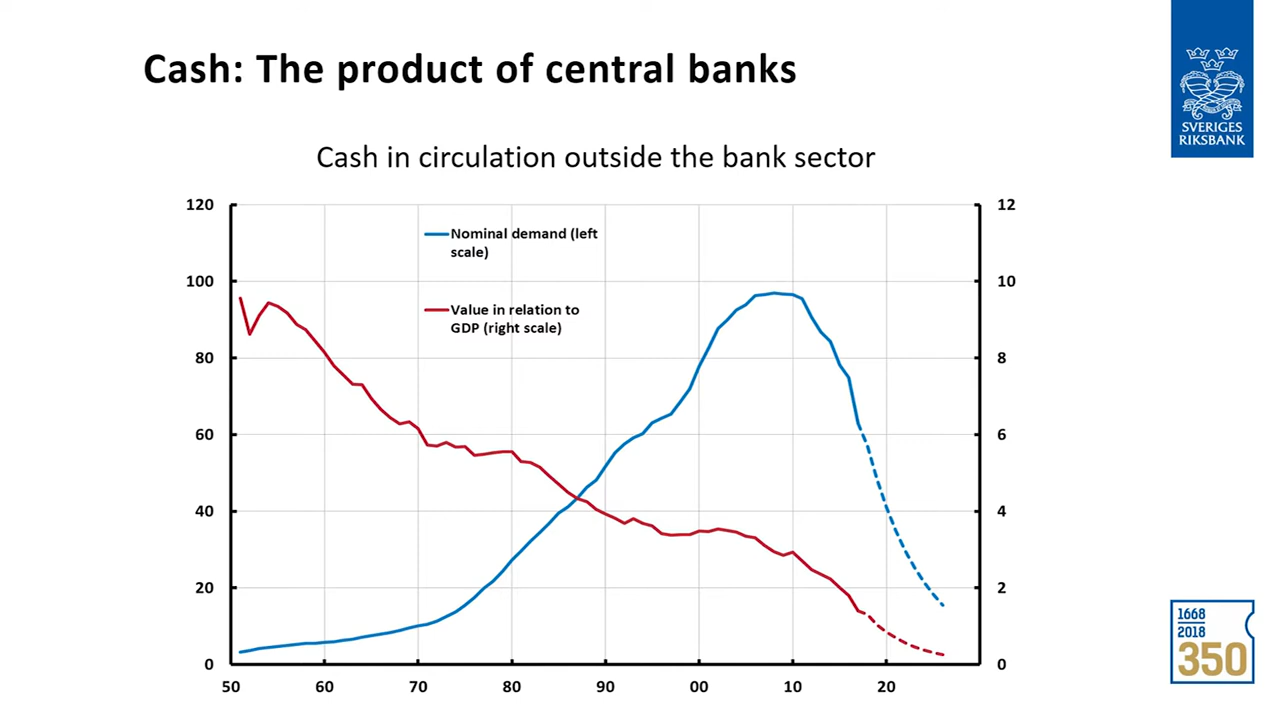 Cash: The product of central banks
SVERIGES
RIKSBANK
Cash in circulation outside the bank sector
120
100
80
60
40
20
0
Nominal demand (left
scale)
Value in relation to
GDP (right scale)
12
10
8
6
4
2
0
50 60 70 80 90 00 10 20
1668
2018
350